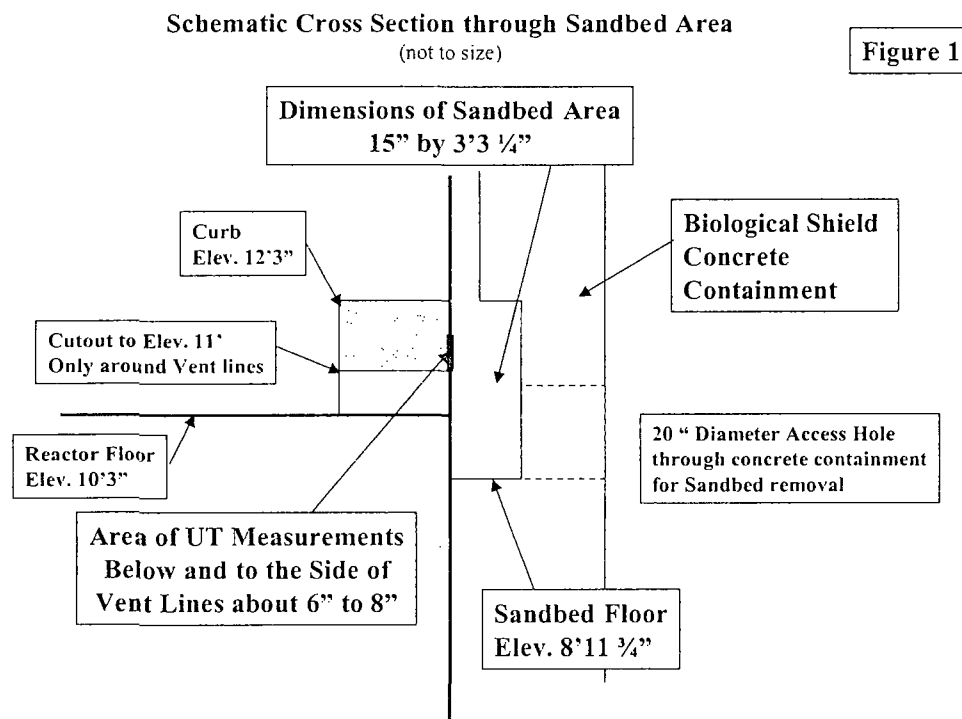 Schematic Cross Section through Sandbed Area
(not to size)
Figure 1
Dimensions of Sandbed Area
15” by 3’3 ¼”
Curb
Elev. 12’3”
Biological Shield
Concrete
Containment
Cutout to Elev. 11’
Only around Vent lines
Reactor Floor
Elev. 10’3”
20 “ Diameter Access Hole
through concrete containment
for Sandbed removal
Area of UT Measurements
Below and to the Side of
Vent Lines about 6” to 8”
Sandbed Floor
Elev. 8’11 ¾”